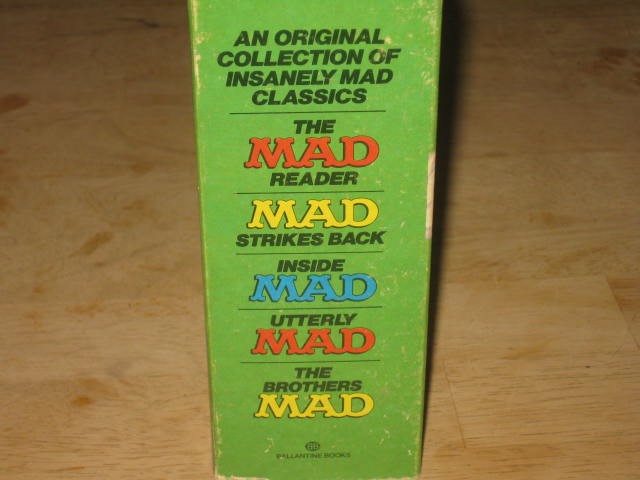 AN ORIGINAL
COLLECTION OF
INSANELY MAD
CLASSICS
THE
MAD
READER
MAD
STRIKES BACK
INSIDE
MAD
UTTERLY
MAD
THE
BROTHERS
MAD
BB
BALLANTINE BOOKS